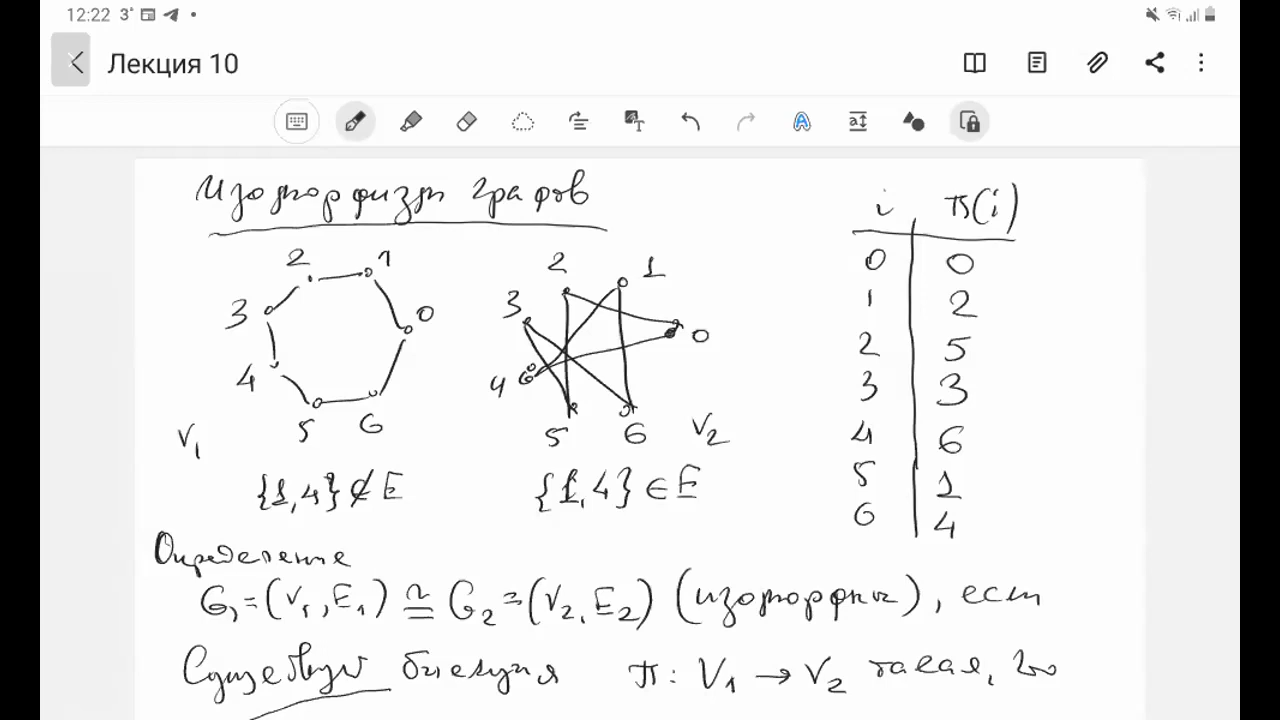 12:22 3°
Лекция 10
Изоморфизм графов
2 1
3 0
4
5 6
V₁
{1,4} ∉ E
2 1
3 0
4
5 6
V₂
{1,4} ∈ E
i π(i)
0 0
1 2
2 5
3 3
4 6
5 1
6 4
Определение
G₁=(V₁,E₁) ≅ G₂=(V₂,E₂) (изоморфны), если
Существует биекция π: V₁ → V₂ такая, что